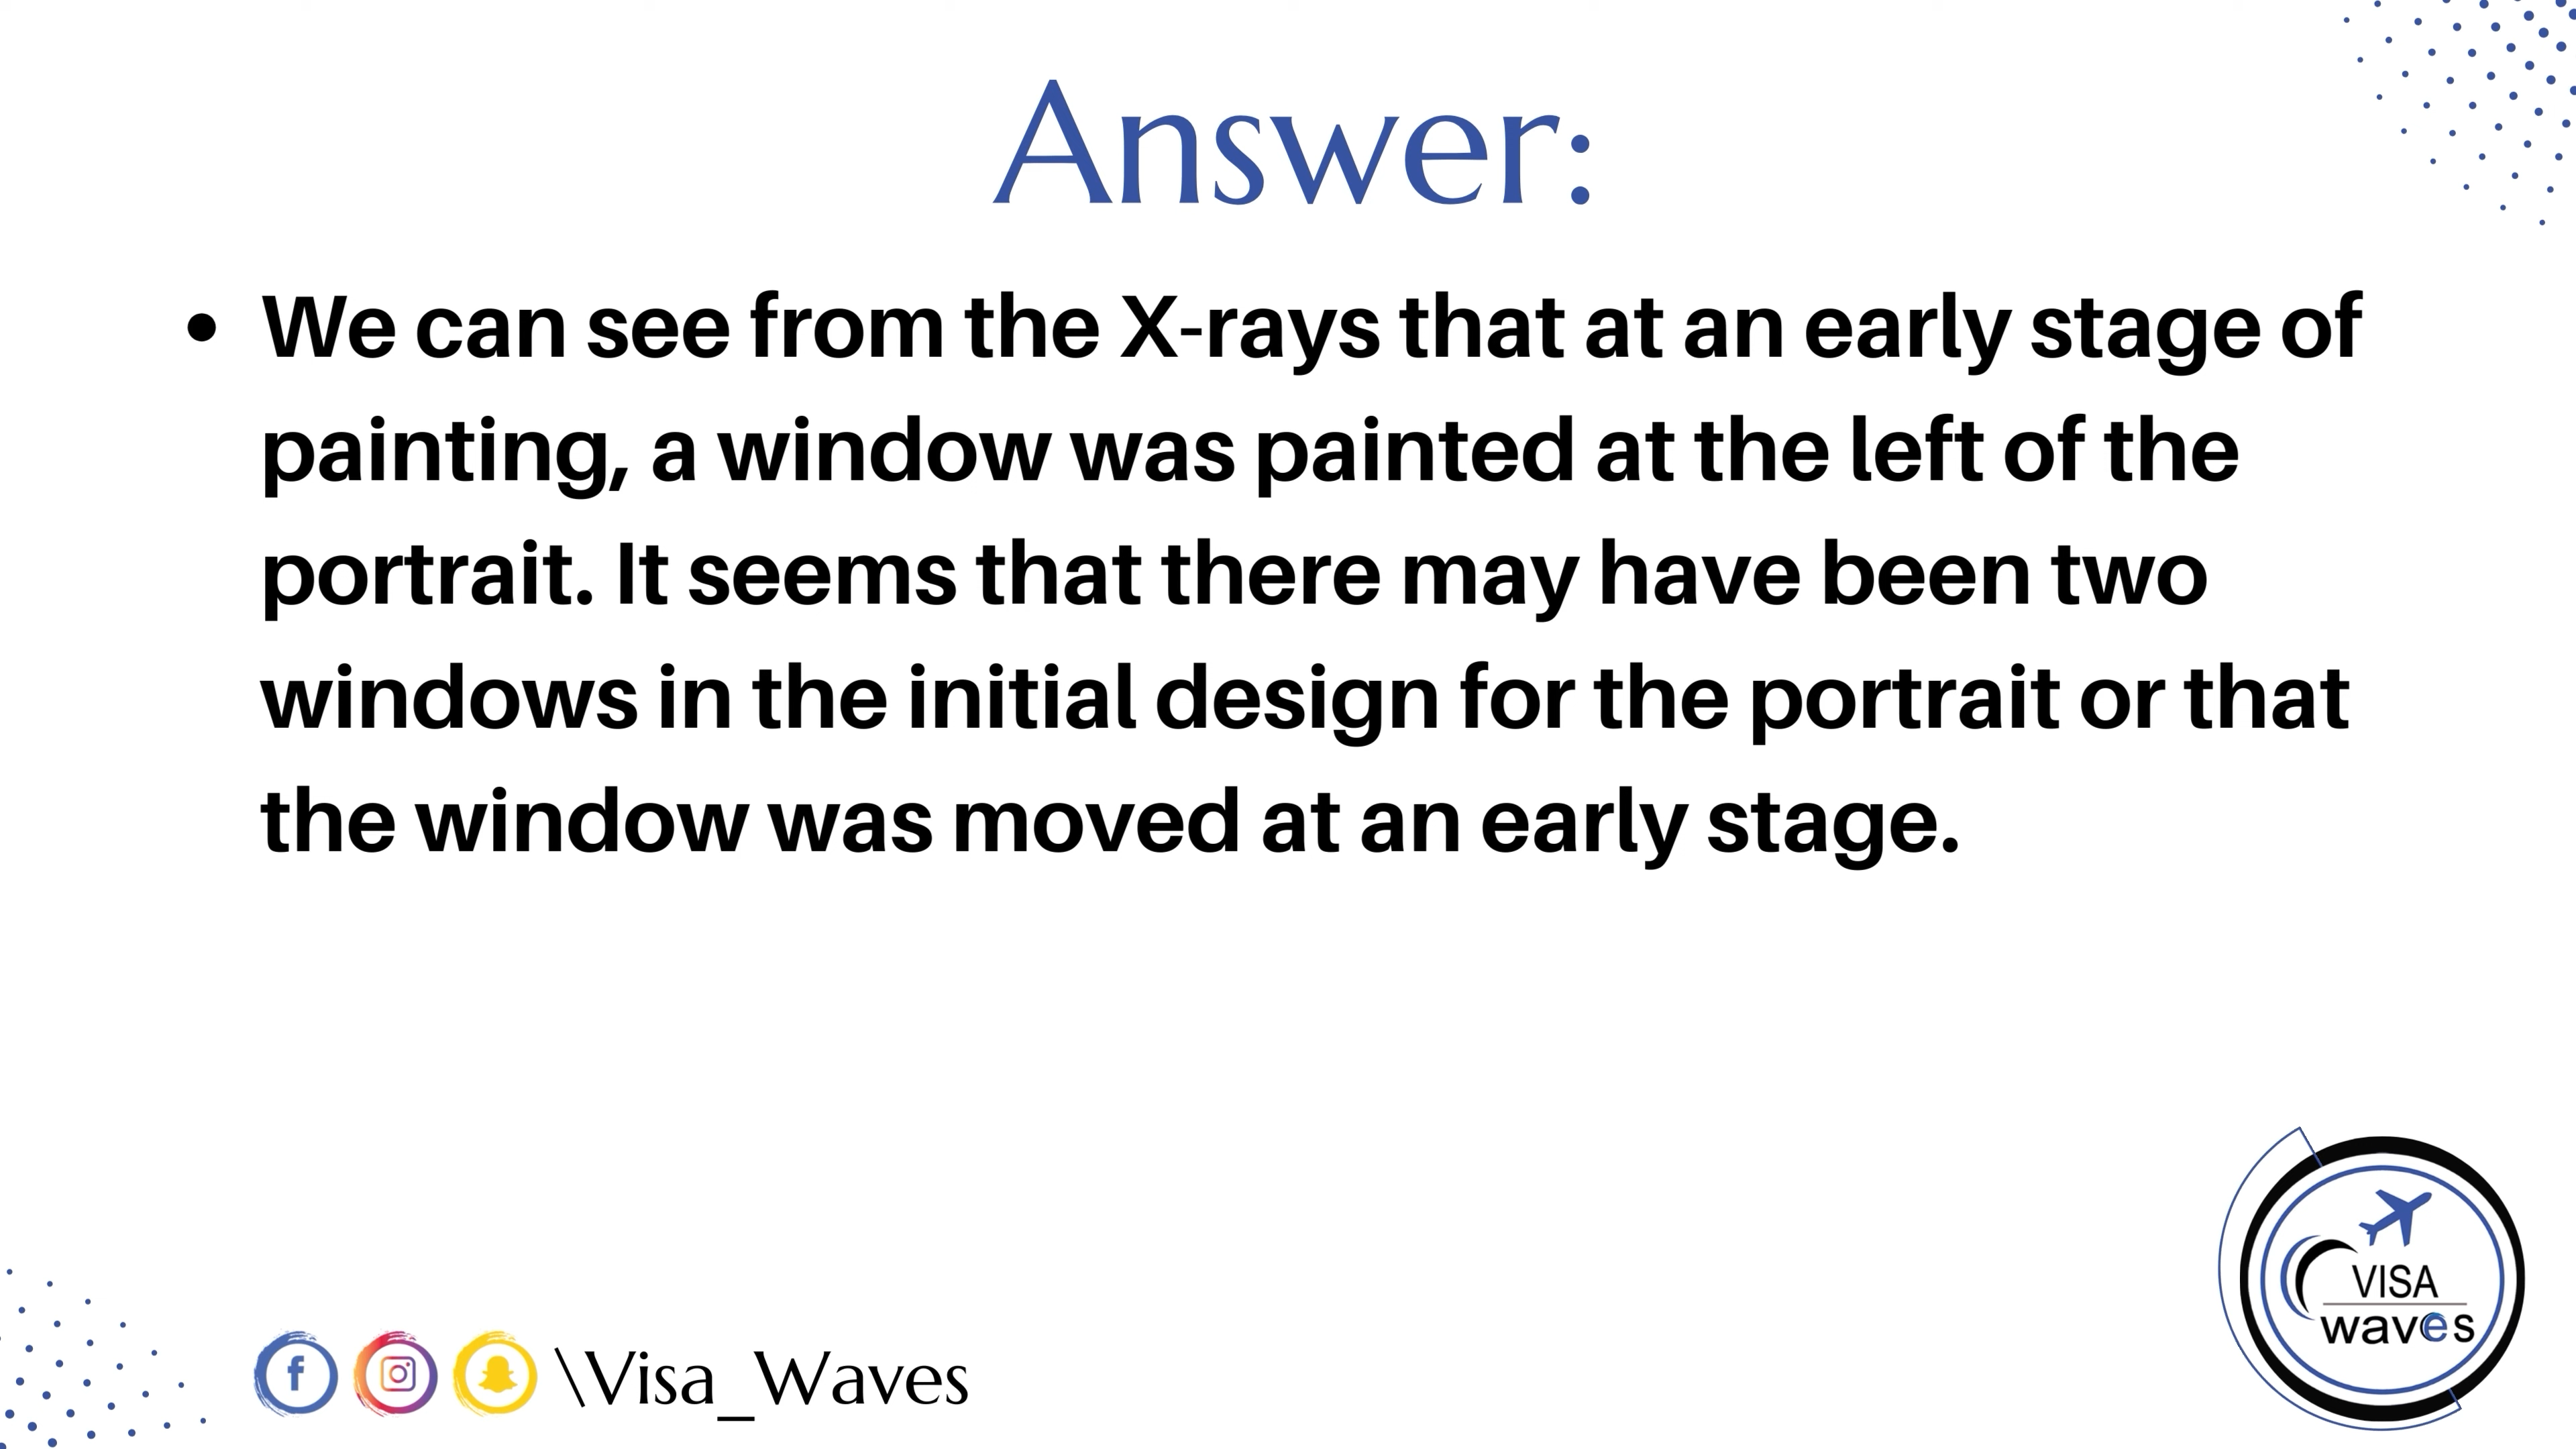 Answer:
• We can see from the X-rays that at an early stage of
painting, a window was painted at the left of the
portrait. It seems that there may have been two
windows in the initial design for the portrait or that
the window was moved at an early stage.
\Visa_Waves
VISA
waves